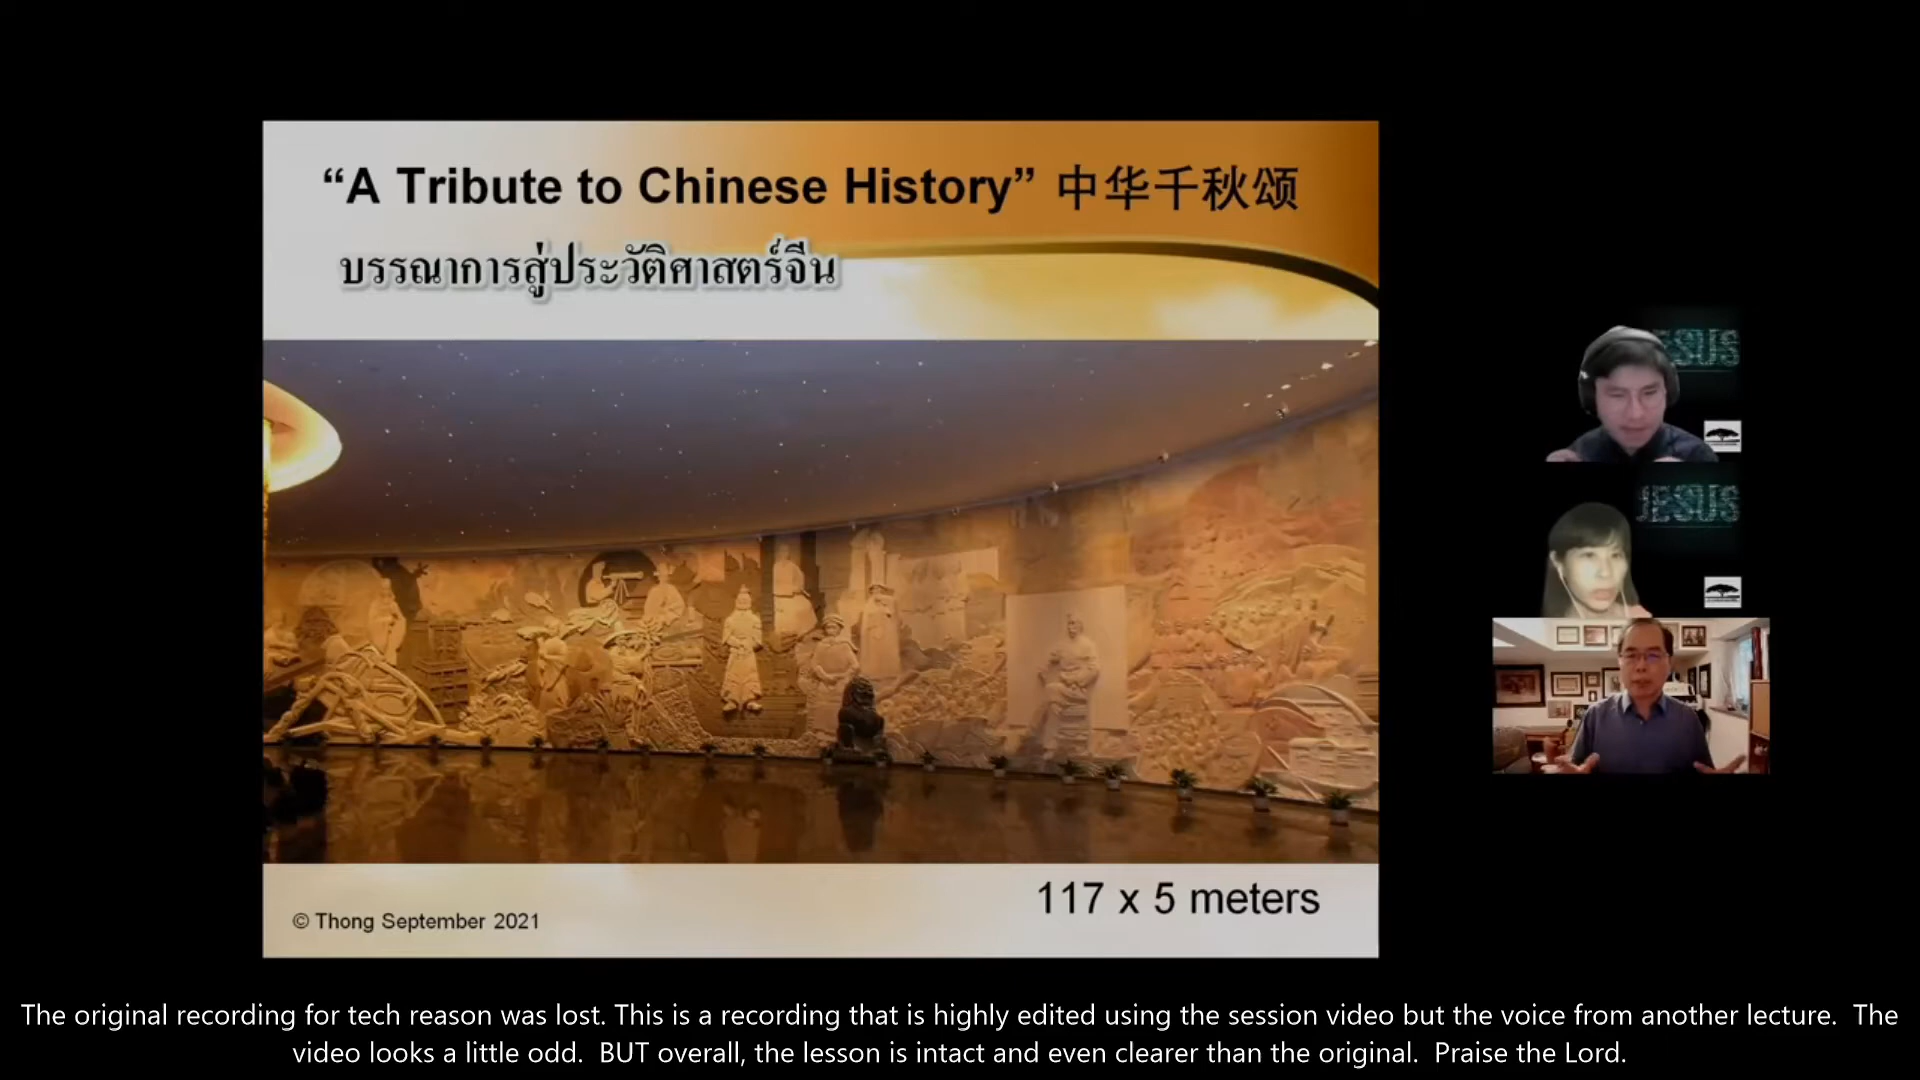 “A Tribute to Chinese History” 中华千秋颂
บรรณาการสู่ประวัติศาสตร์จีน
117 x 5 meters
© Thong September 2021
JESUS
The original recording for tech reason was lost. This is a recording that is highly edited using the session video but the voice from another lecture.  The
video looks a little odd.  BUT overall, the lesson is intact and even clearer than the original.  Praise the Lord.